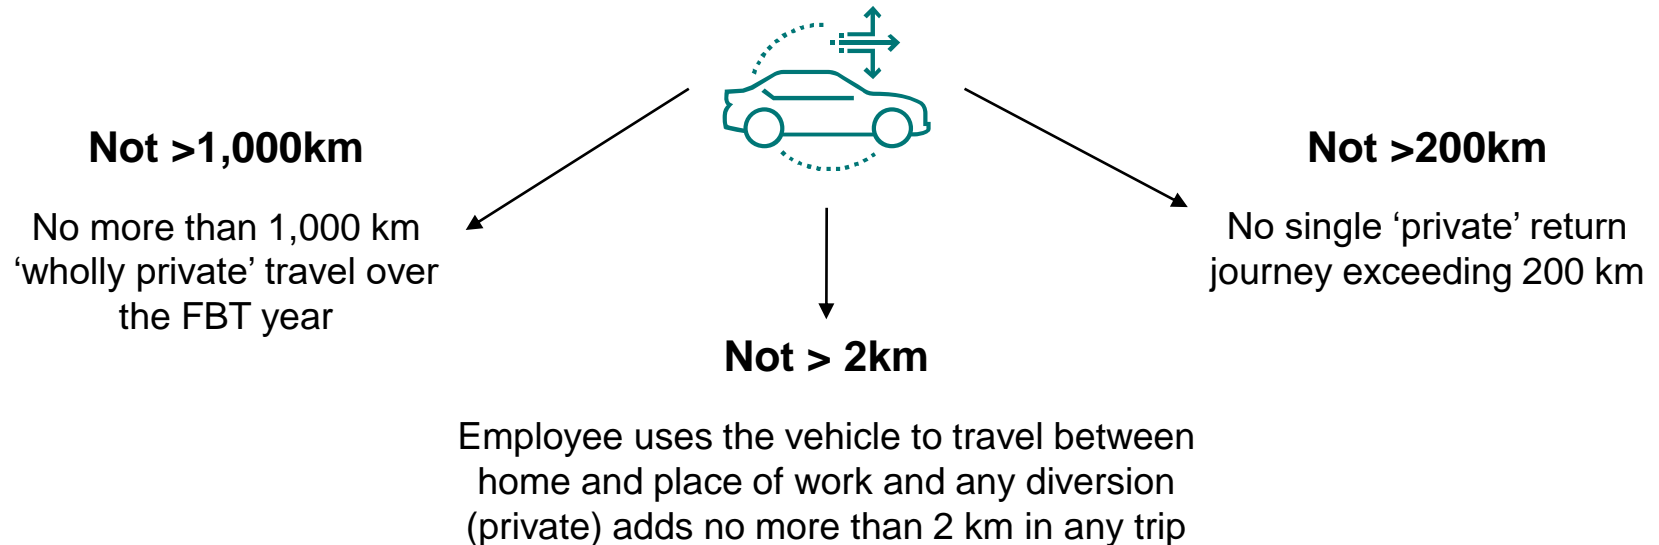 Not >1,000km
No more than 1,000 km
‘wholly private’ travel over
the FBT year
Not > 2km
Employee uses the vehicle to travel between
home and place of work and any diversion
(private) adds no more than 2 km in any trip
Not >200km
No single ‘private’ return
journey exceeding 200 km